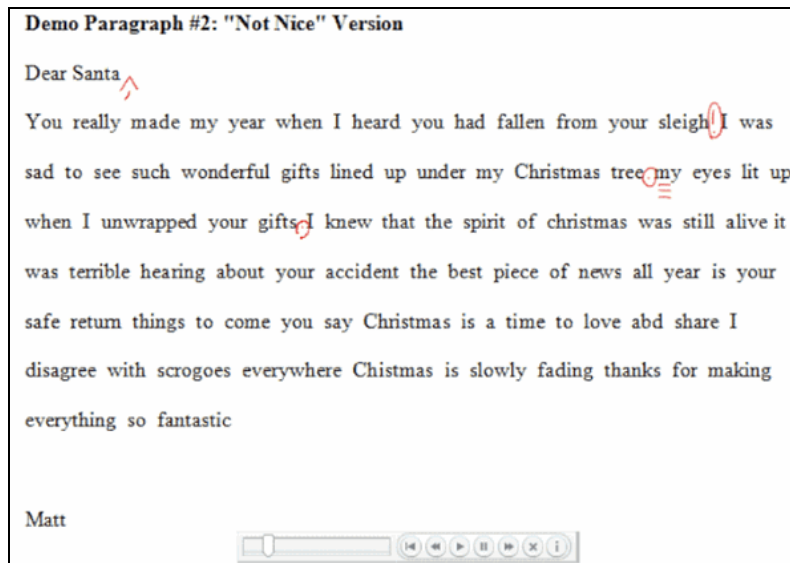 Demo Paragraph #2: "Not Nice" Version
Dear Santa,
You really made my year when I heard you had fallen from your sleigh! I was
sad to see such wonderful gifts lined up under my Christmas tree. my eyes lit up
when I unwrapped your gifts, I knew that the spirit of christmas was still alive it
was terrible hearing about your accident the best piece of news all year is your
safe return things to come you say Christmas is a time to love abd share I
disagree with scrogoes everywhere Chistmas is slowly fading thanks for making
everything so fantastic
Matt